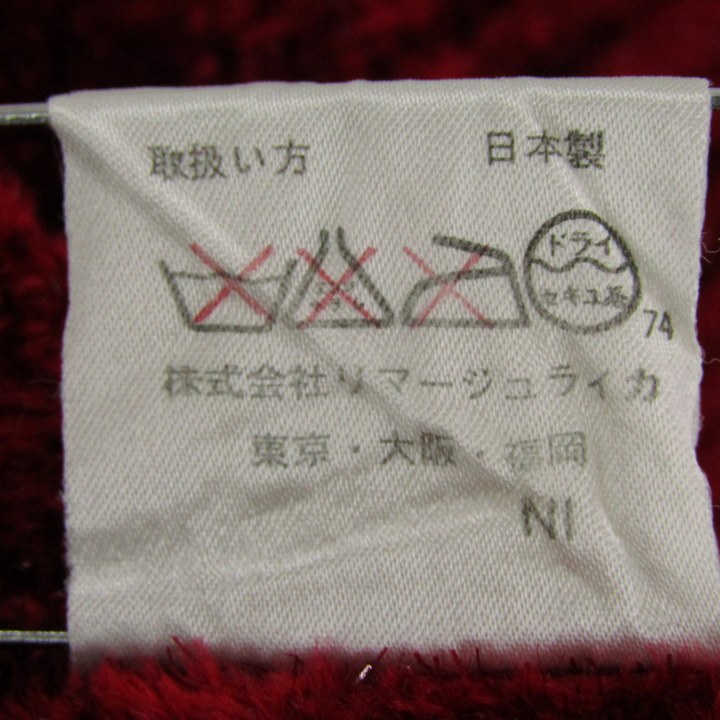 取扱い方 日本製
ドライ
セキユ系
74
株式会社リマージュライカ
東京・大阪・福岡
NI